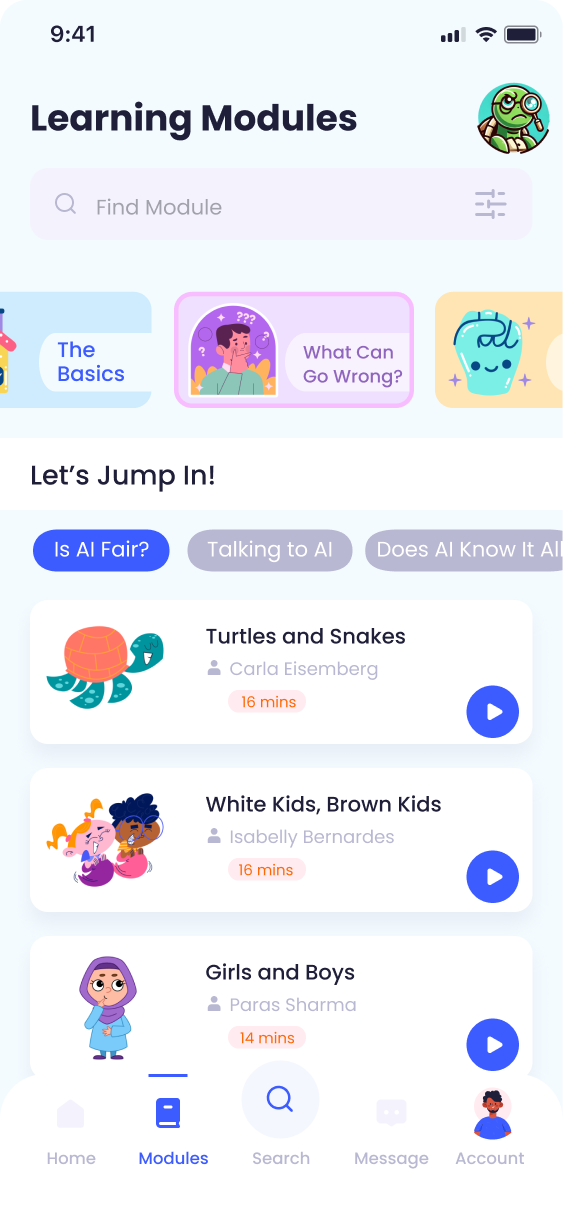 9:41
Learning Modules
Find Module
The
Basics
???
?
?
What Can
Go Wrong?
Let's Jump In!
Is AI Fair?
Talking to AI
Does AI Know It All
Turtles and Snakes
Carla Eisemberg
16 mins
White Kids, Brown Kids
Isabelly Bernardes
16 mins
Girls and Boys
Paras Sharma
14 mins
Home
Modules
Search
Message
Account